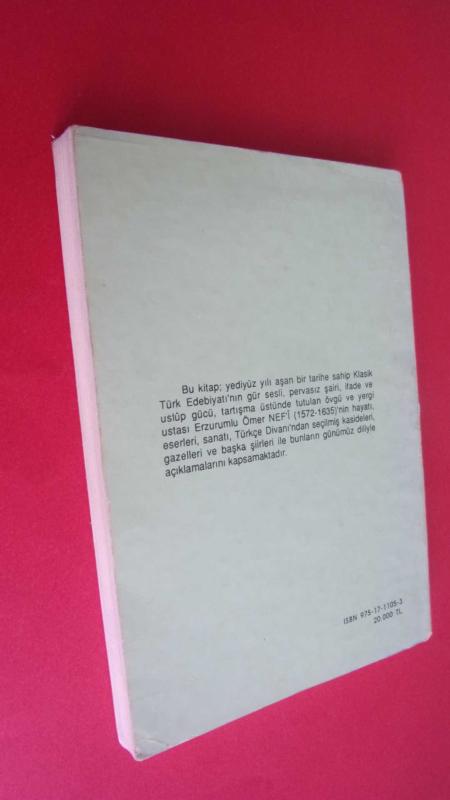 Bu kitap; yediyüz yılı aşan bir tarihe sahip Klasik
Türk Edebiyatı'nın gür sesli, pervasız şairi, ifade ve
uslûp gücü, tartışma üstünde tutulan övgü ve yergi
ustası Erzurumlu Ömer NEF'İ (1572-1635)'nin hayatı,
eserleri, sanatı, Türkçe Divanı'ndan seçilmiş kasideleri,
gazelleri ve başka şiirleri ile bunların günümüz diliyle
açıklamalarını kapsamaktadır.
ISBN 975-17-1105-3
20.000 TL.